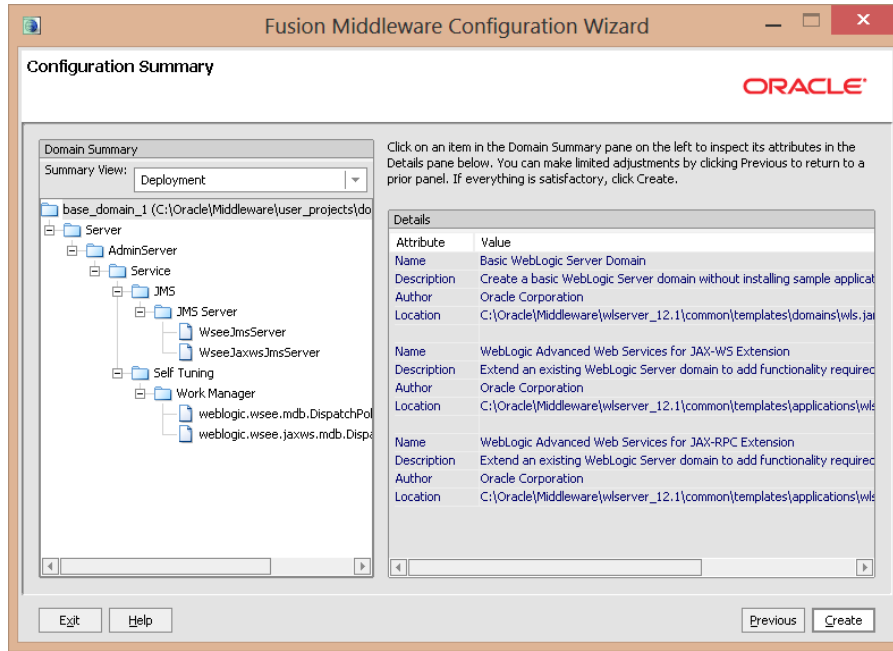 Fusion Middleware Configuration Wizard
Configuration Summary
ORACLE
Domain Summary
Summary View:
Deployment
base_domain_1 (C:\Oracle\Middleware\user_projects\do
Server
AdminServer
Service
JMS
JMS Server
WseeJmsServer
WseeJaxwsJmsServer
Self Tuning
Work Manager
weblogic.wsee.mdb.DispatchPol
weblogic.wsee.jaxws.mdb.Dispa
Click on an item in the Domain Summary pane on the left to inspect its attributes in the
Details pane below. You can make limited adjustments by clicking Previous to return to a
prior panel. If everything is satisfactory, click Create.
Details
Attribute Value
Name Basic WebLogic Server Domain
Description Create a basic WebLogic Server domain without installing sample applicat
Author Oracle Corporation
Location C:\Oracle\Middleware\wlserver_12.1\common\templates\domains\wls.jar
Name WebLogic Advanced Web Services for JAX-WS Extension
Description Extend an existing WebLogic Server domain to add functionality required
Author Oracle Corporation
Location C:\Oracle\Middleware\wlserver_12.1\common\templates\applications\wls
Name WebLogic Advanced Web Services for JAX-RPC Extension
Description Extend an existing WebLogic Server domain to add functionality required
Author Oracle Corporation
Location C:\Oracle\Middleware\wlserver_12.1\common\templates\applications\wls
Exit Help Previous Create